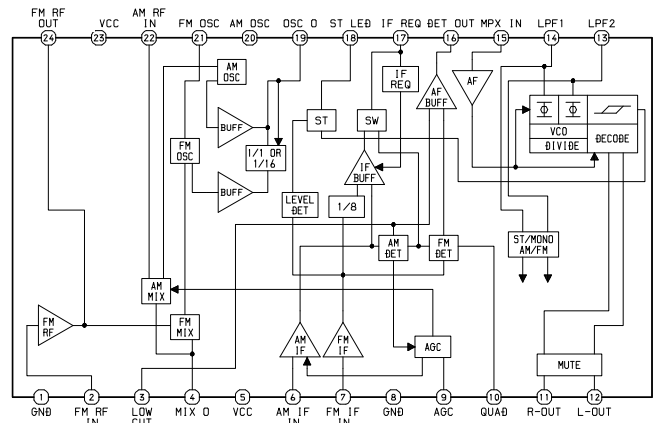 FM RF OUT
VCC
AM RF IN
FM OSC
AM OSC
OSC O
ST LED
IF REQ
DET OUT
MPX IN
LPF1
LPF2
24
23
22
21
20
19
18
17
16
15
14
13
AM OSC
IF REQ
AF
AF BUFF
BUFF
ST
SW
VCO
DIVIDE
DECODE
FM OSC
1/1 OR 1/16
IF BUFF
BUFF
LEVEL DET
1/8
AM DET
FM DET
ST/MONO
AM/FM
AM MIX
FM RF
FM MIX
AM IF
FM IF
AGC
MUTE
1
2
3
4
5
6
7
8
9
10
11
12
GND
FM RF IN
LOW CUT
MIX O
VCC
AM IF IN
FM IF IN
GND
AGC
QUAD
R-OUT
L-OUT